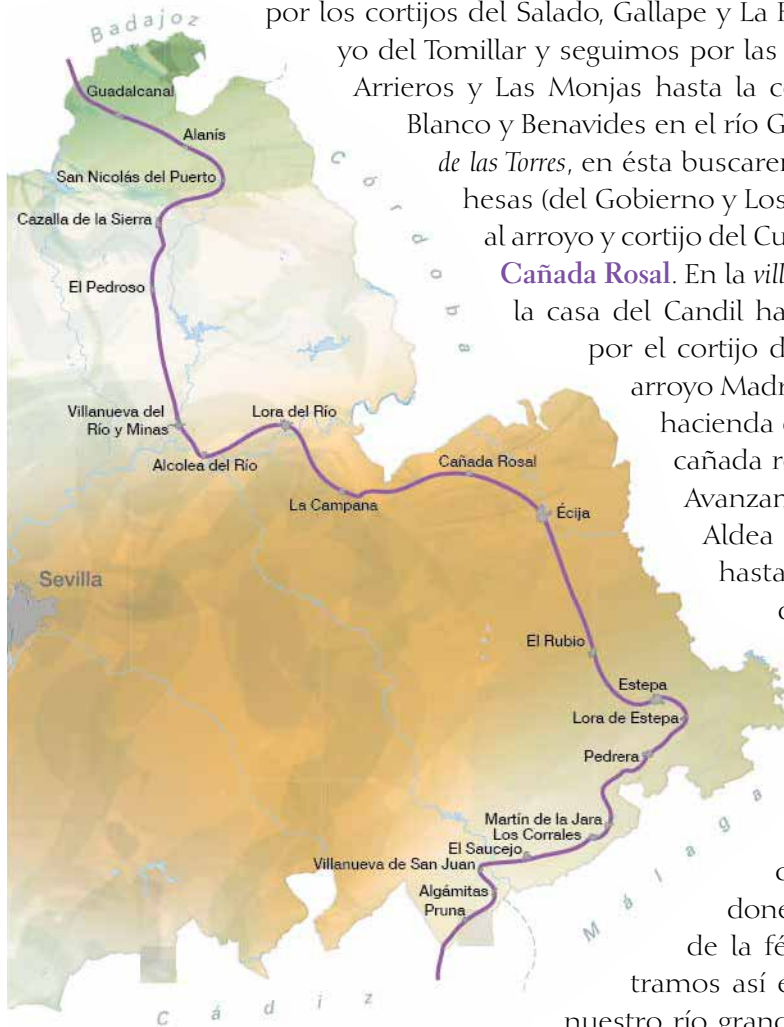 por los cortijos del Salado, Gallape y La
yo del Tomillar y seguimos por las
Arrieros y Las Monjas hasta la
Blanco y Benavides en el río
de las Torres, en ésta
hesas (del Gobierno y Los
al arroyo y cortijo del
Cañada Rosal. En la
la casa del Candil
por el cortijo
arroyo
hacienda
cañada
Aldea
hasta
done
de la
tramos así
nuestro río
Badajoz
Guadalcanal
Alanís
San Nicolás del Puerto
Córdoba
Cazalla de la Sierra
El Pedroso
Villanueva del
Río y Minas
Lora del Río
Alcolea del Río
Cañada Rosal
La Campana
Écija
Sevilla
El Rubio
Estepa
Lora de Estepa
Pedrera
Martín de la Jara
Los Corrales
El Saucejo
Villanueva de San Juan
Algámitas
Pruna
Málaga
Cádiz